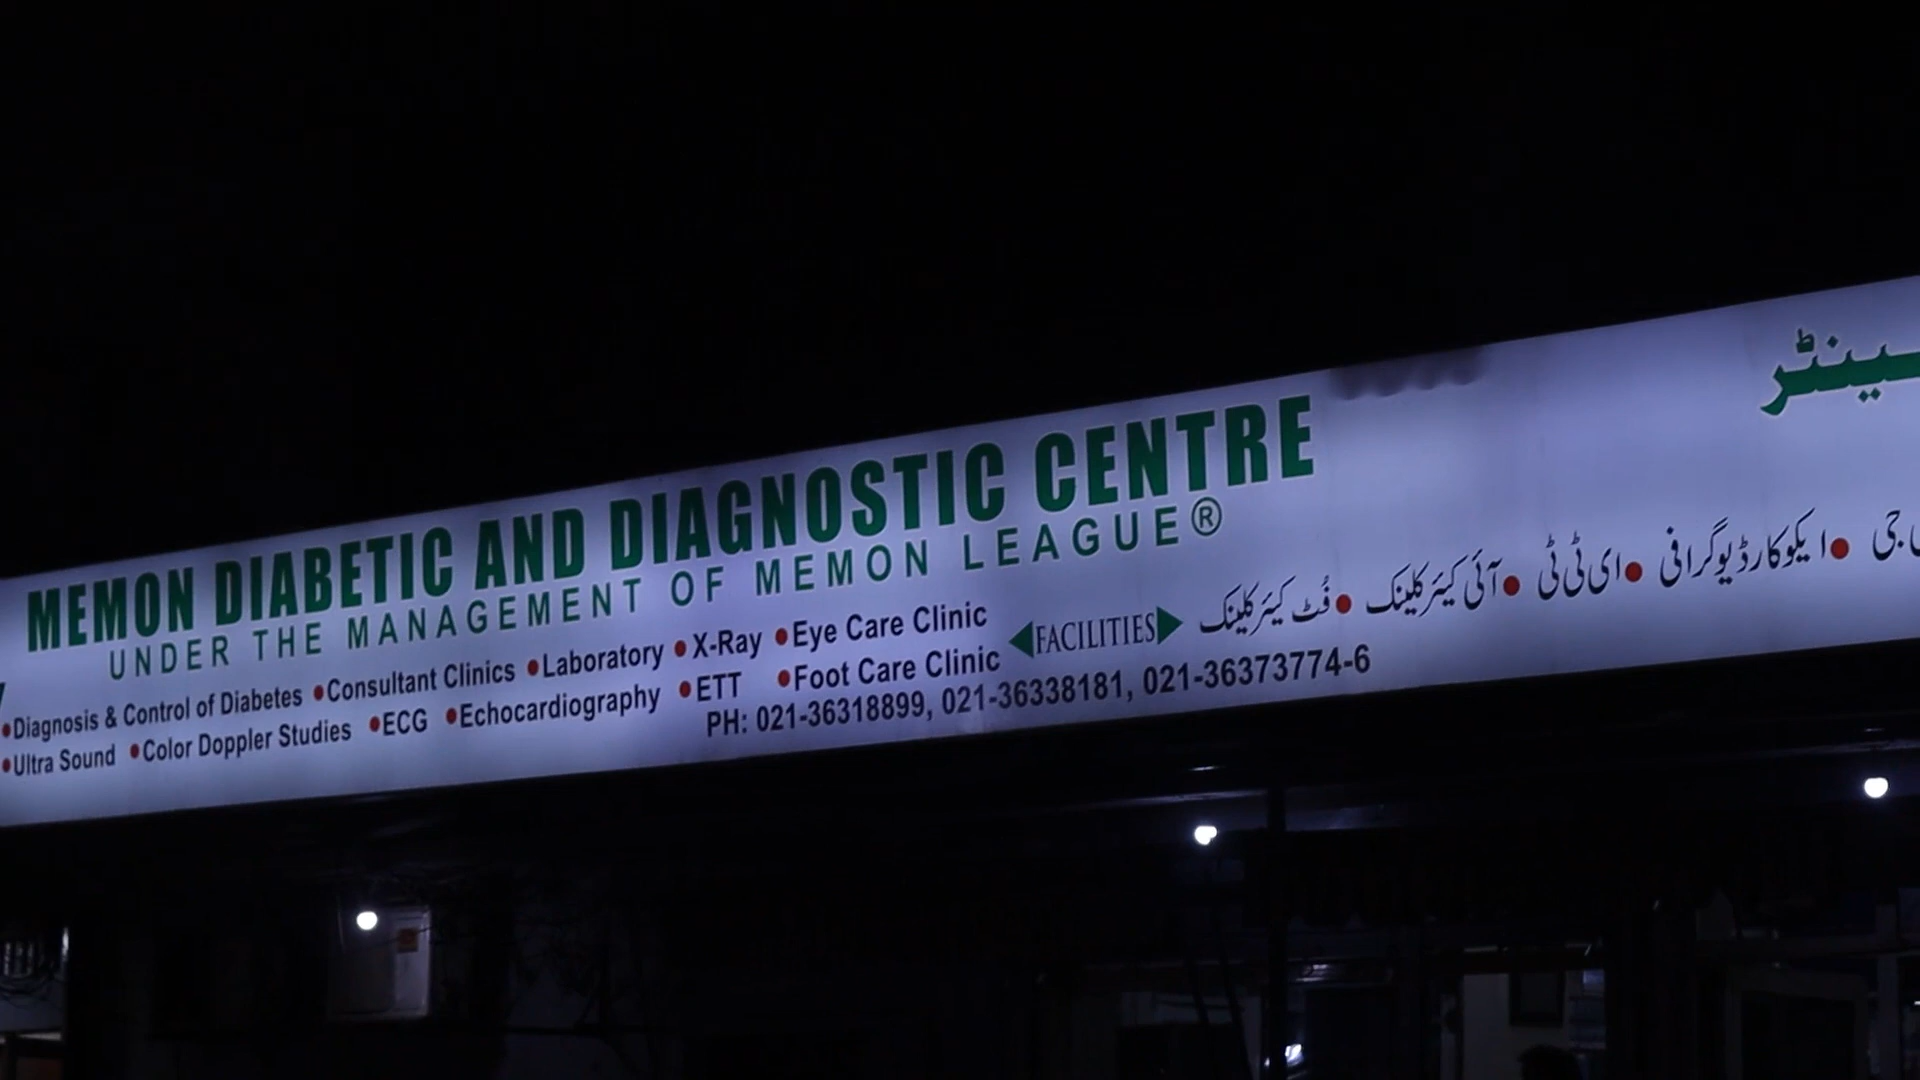 MEMON DIABETIC AND DIAGNOSTIC CENTRE
UNDER THE MANAGEMENT OF MEMON LEAGUE®
•Diagnosis & Control of Diabetes •Consultant Clinics •Laboratory •X-Ray •Eye Care Clinic
•Ultra Sound •Color Doppler Studies •ECG •Echocardiography •ETT •Foot Care Clinic
FACILITIES
PH: 021-36318899, 021-36338181, 021-36373774-6
سینٹر
جی • ایکوکارڈیوگرافی • ای ٹی ٹی • آئی کیئر کلینک • فُٹ کیئر کلینک